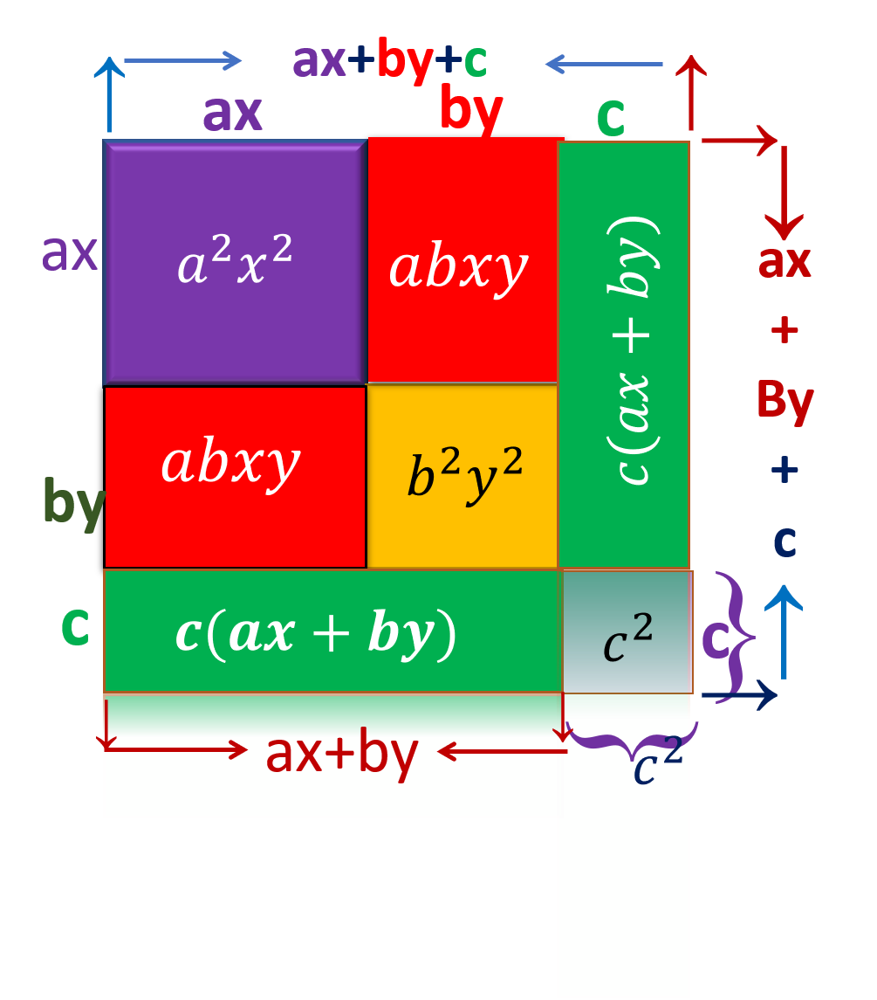 ax+by+c
ax by c
ax a²x² abxy c(ax + by) ax
+
By
+
c
by abxy b²y²
c c(ax + by) c² c
ax+by c²